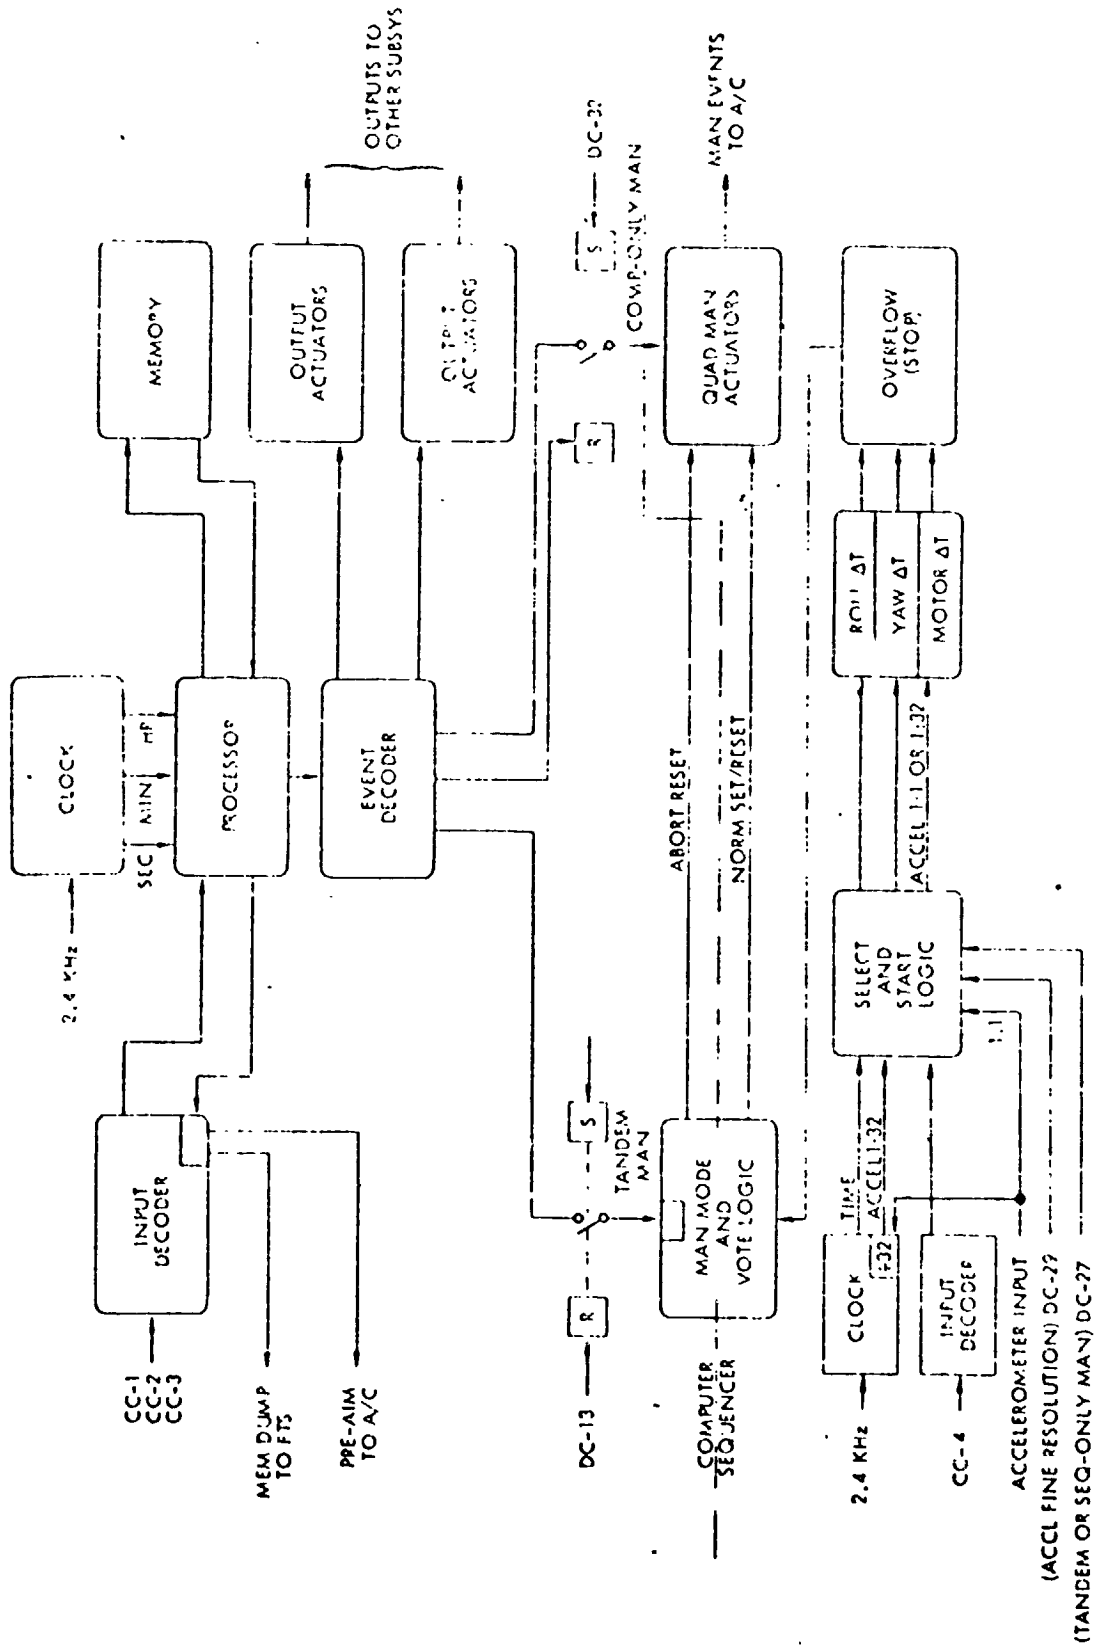 2.4 KHz
CLOCK
SEC
MIN
HR
CC-1
CC-2
CC-3
INPUT
DECODER
PROCESSOR
MEMORY
MEM DUMP
TO FTS
PRE-AIM
TO A/C
EVENT
DECODER
OUTPUT
ACTUATORS
OUTPUT
ACTUATORS
OUTPUTS TO
OTHER SUBSYS
DC-13
R
S
TANDEM
MAN
R
S
DC-32
COMP-ONLY MAN
COMPUTER
SEQUENCER
MAN MODE
AND
VOTE LOGIC
ABORT RESET
NORM SET/RESET
QUAD MAN
ACTUATORS
MAN EVENTS
TO A/C
2.4 KHz
CLOCK
÷32
TIME
ACCEL 1:32
CC-4
INPUT
DECODER
SELECT
AND
START
LOGIC
1:1
ACCEL 1:1 OR 1:32
ROLL ΔT
YAW ΔT
MOTOR ΔT
OVERFLOW
(STOP)
ACCELEROMETER INPUT
(ACCL FINE RESOLUTION) DC-29
(TANDEM OR SEQ-ONLY MAN) DC-27